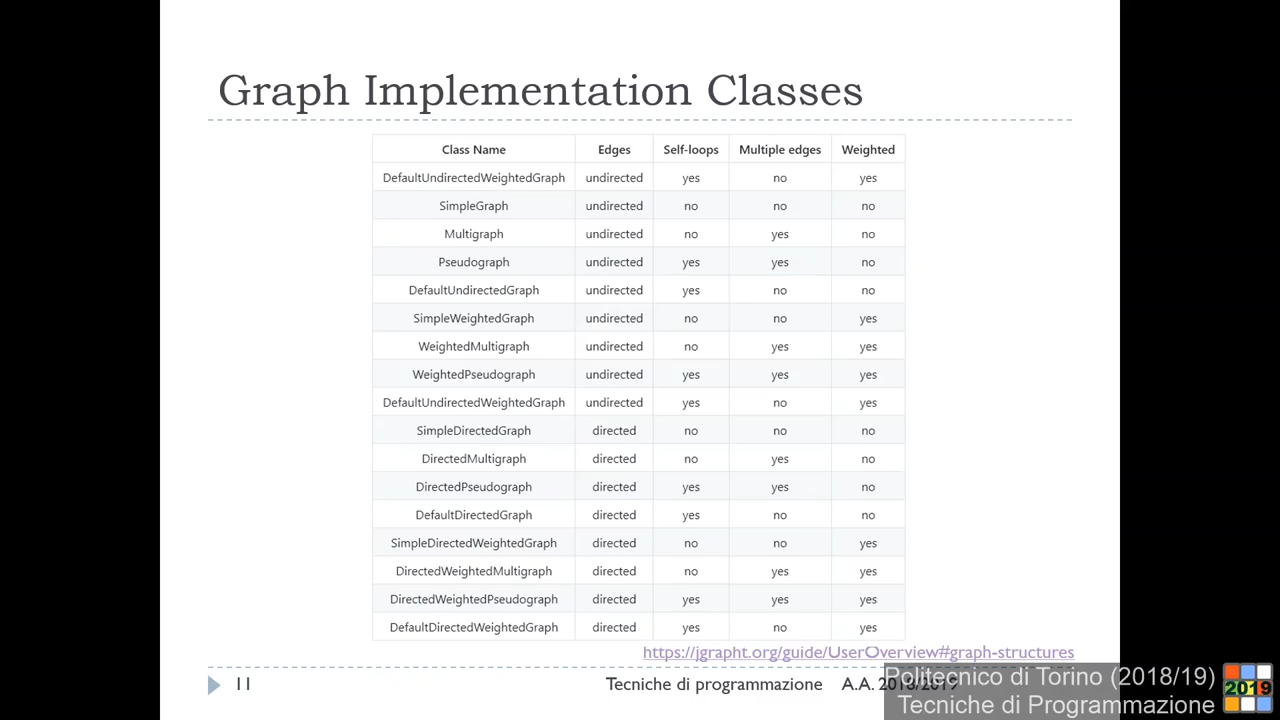 Graph Implementation Classes
Class Name Edges Self-loops Multiple edges Weighted
DefaultUndirectedWeightedGraph undirected yes no yes
SimpleGraph undirected no no no
Multigraph undirected no yes no
Pseudograph undirected yes yes no
DefaultUndirectedGraph undirected yes no no
SimpleWeightedGraph undirected no no yes
WeightedMultigraph undirected no yes yes
WeightedPseudograph undirected yes yes yes
DefaultUndirectedWeightedGraph undirected yes no yes
SimpleDirectedGraph directed no no no
DirectedMultigraph directed no yes no
DirectedPseudograph directed yes yes no
DefaultDirectedGraph directed yes no no
SimpleDirectedWeightedGraph directed no no yes
DirectedWeightedMultigraph directed no yes yes
DirectedWeightedPseudograph directed yes yes yes
DefaultDirectedWeightedGraph directed yes no yes
https://jgrapht.org/guide/UserOverview#graph-structures
11 Tecniche di programmazione A.A. 2018/2019
Politecnico di Torino (2018/19)
Tecniche di Programmazione
2019